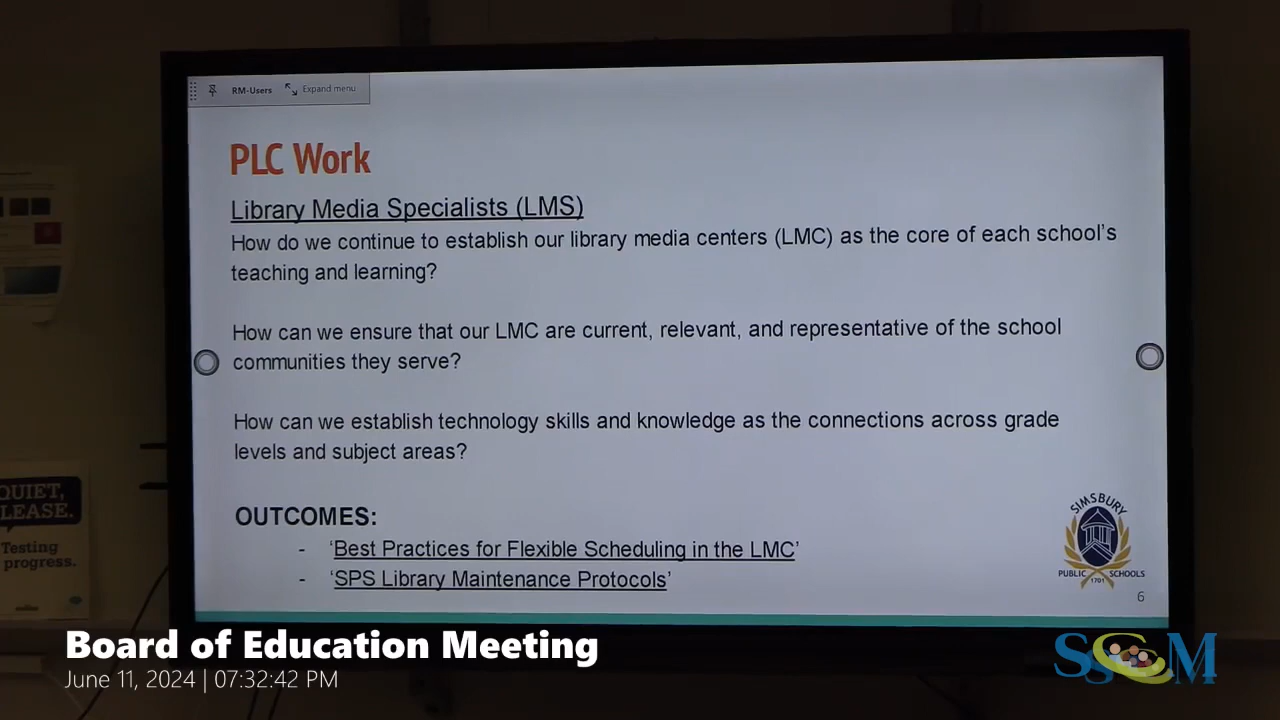 RM-Users Expand menu
PLC Work
Library Media Specialists (LMS)
How do we continue to establish our library media centers (LMC) as the core of each school's
teaching and learning?
How can we ensure that our LMC are current, relevant, and representative of the school
communities they serve?
How can we establish technology skills and knowledge as the connections across grade
levels and subject areas?
OUTCOMES:
- ‘Best Practices for Flexible Scheduling in the LMC’
- ‘SPS Library Maintenance Protocols’
SIMSBURY
PUBLIC SCHOOLS
1701
6
QUIET,
LEASE.
Testing
progress.
Board of Education Meeting
June 11, 2024 | 07:32:42 PM
SSCM